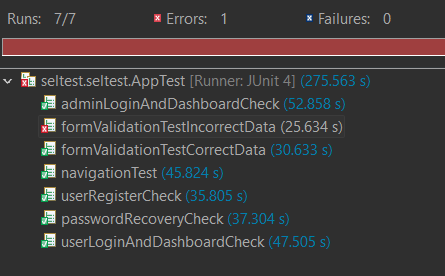 Runs: 7/7 Errors: 1 Failures: 0
seltest.seltest.AppTest [Runner: JUnit 4] (275.563 s)
adminLoginAndDashboardCheck (52.858 s)
formValidationTestIncorrectData (25.634 s)
formValidationTestCorrectData (30.633 s)
navigationTest (45.824 s)
userRegisterCheck (35.805 s)
passwordRecoveryCheck (37.304 s)
userLoginAndDashboardCheck (47.505 s)